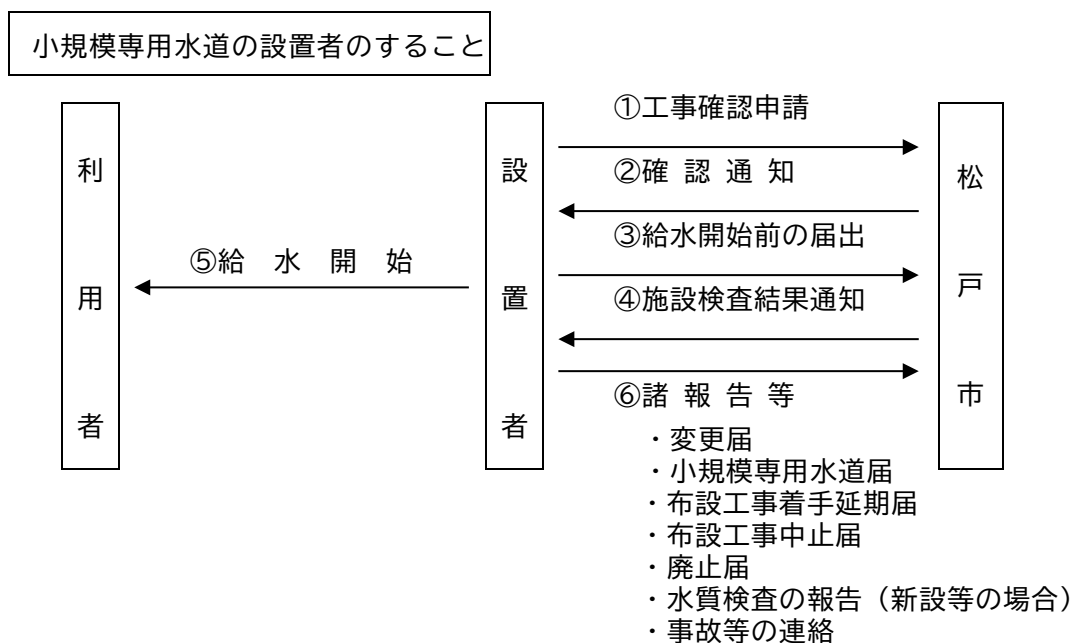 小規模専用水道の設置者のすること
利用者
設置者
松戸市
①工事確認申請
②確 認 通 知
③給水開始前の届出
④施設検査結果通知
⑤給 水 開 始
⑥諸 報 告 等
・変更届
・小規模専用水道届
・布設工事着手延期届
・布設工事中止届
・廃止届
・水質検査の報告（新設等の場合）
・事故等の連絡